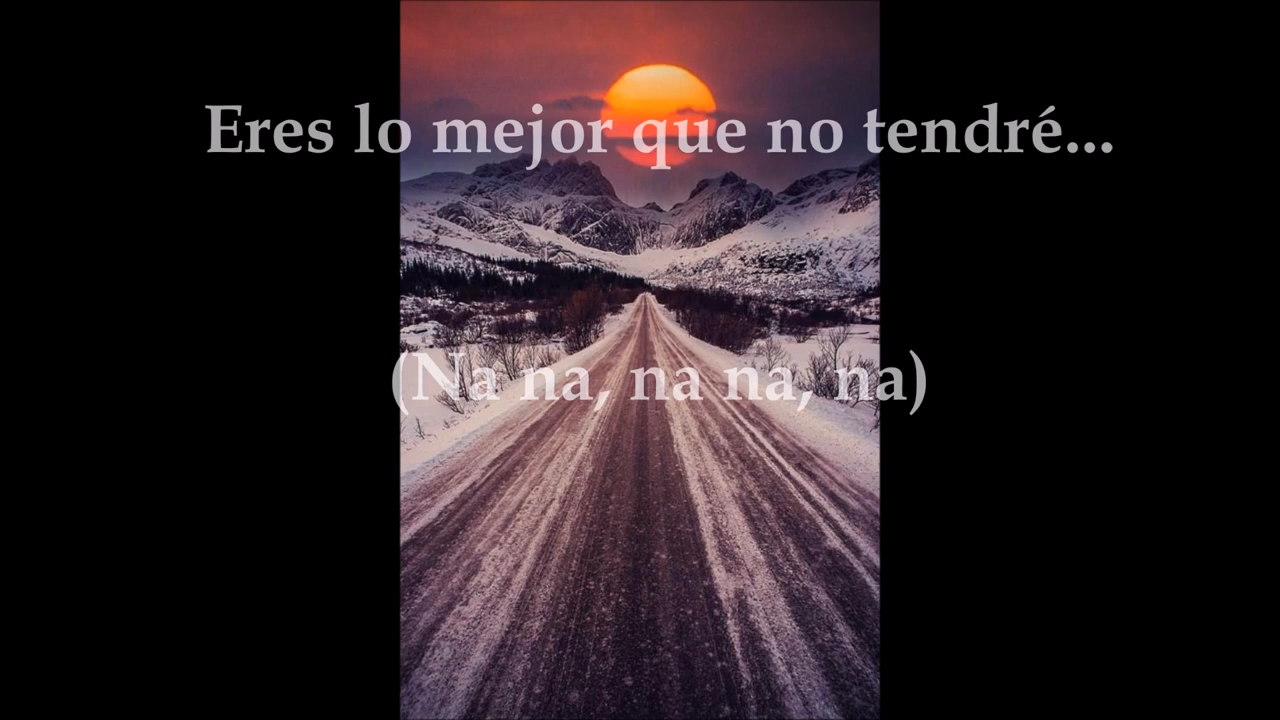 Eres lo mejor que no tendré...
(Na na, na na, na)